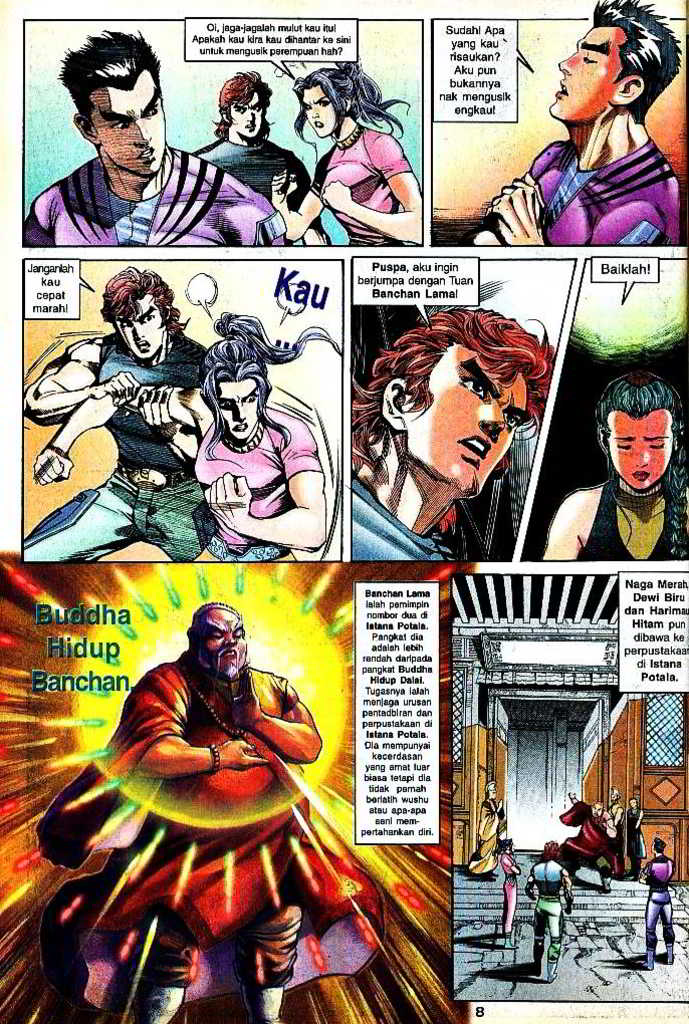 Oi, jaga-jagalah mulut kau itu!
Apakah kau kira kau dihantar ke sini
untuk mengusik perempuan hah?
Sudah! Apa
yang kau
risaukan?
Aku pun
bukannya
nak mengusik
engkau!
Janganlah
kau
cepat
marah!
Kau
...
Puspa, aku ingin
berjumpa dengan Tuan
Banchan Lama!
Baiklah!
Buddha
Hidup
Banchan.
Banchan Lama
ialah pemimpin
nombor dua di
Istana Potala.
Pangkat dia
adalah lebih
rendah daripada
pangkat Buddha
Hidup Dalai.
Tugasnya ialah
menjaga urusan
pentadbiran dan
perpustakaan di
Istana Potala.
Dia mempunyai
kecerdasan
yang amat luar
biasa tetapi dia
tidak pernah
berlatih wushu
atau apa-apa
seni mem-
pertahankan diri.
Naga Merah,
Dewi Biru
dan Harimau
Hitam pun
dibawa ke
perpustakaan
di Istana
Potala.
8